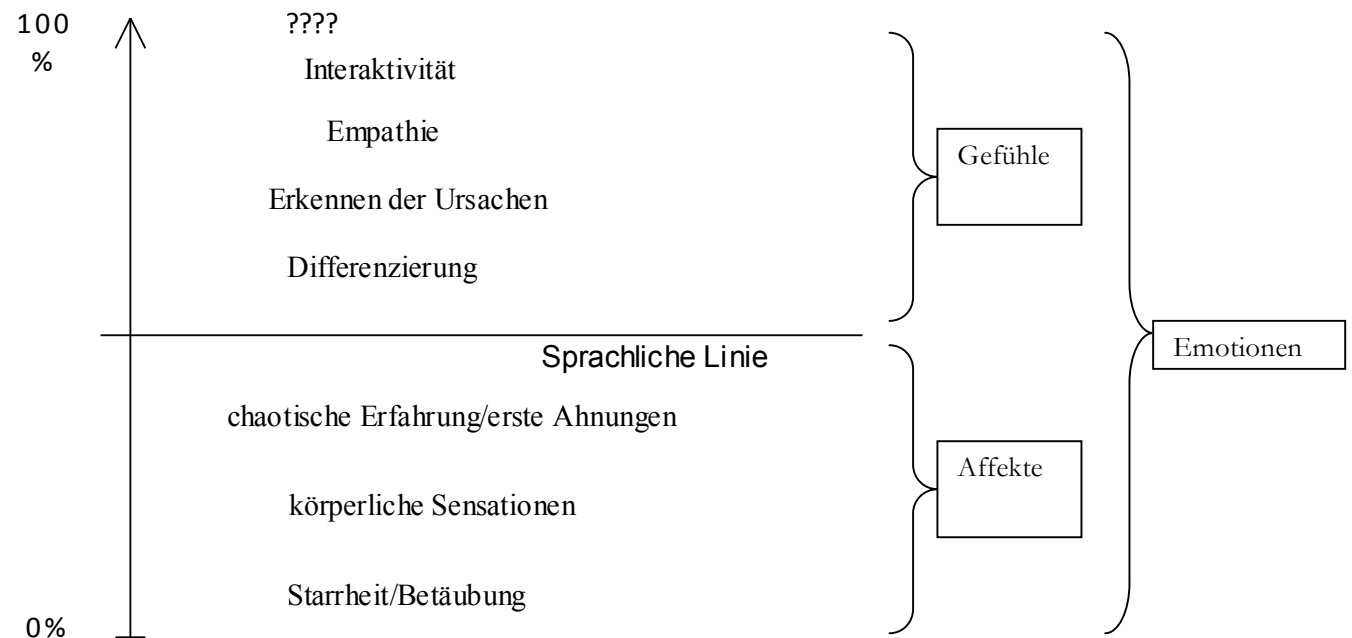 100 %
????
Interaktivität
Empathie
Gefühle
Erkennen der Ursachen
Differenzierung
Sprachliche Linie
Emotionen
chaotische Erfahrung/erste Ahnungen
Affekte
körperliche Sensationen
Starrheit/Betäubung
0%